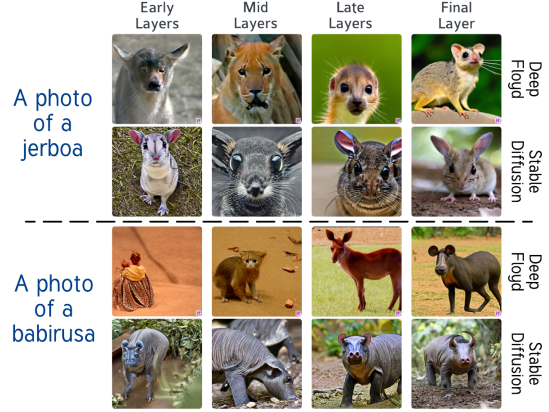 Early
Layers
Mid
Layers
Late
Layers
Final
Layer
A photo
of a
jerboa
Deep
Floyd
Stable
Diffusion
A photo
of a
babirusa
Deep
Floyd
Stable
Diffusion